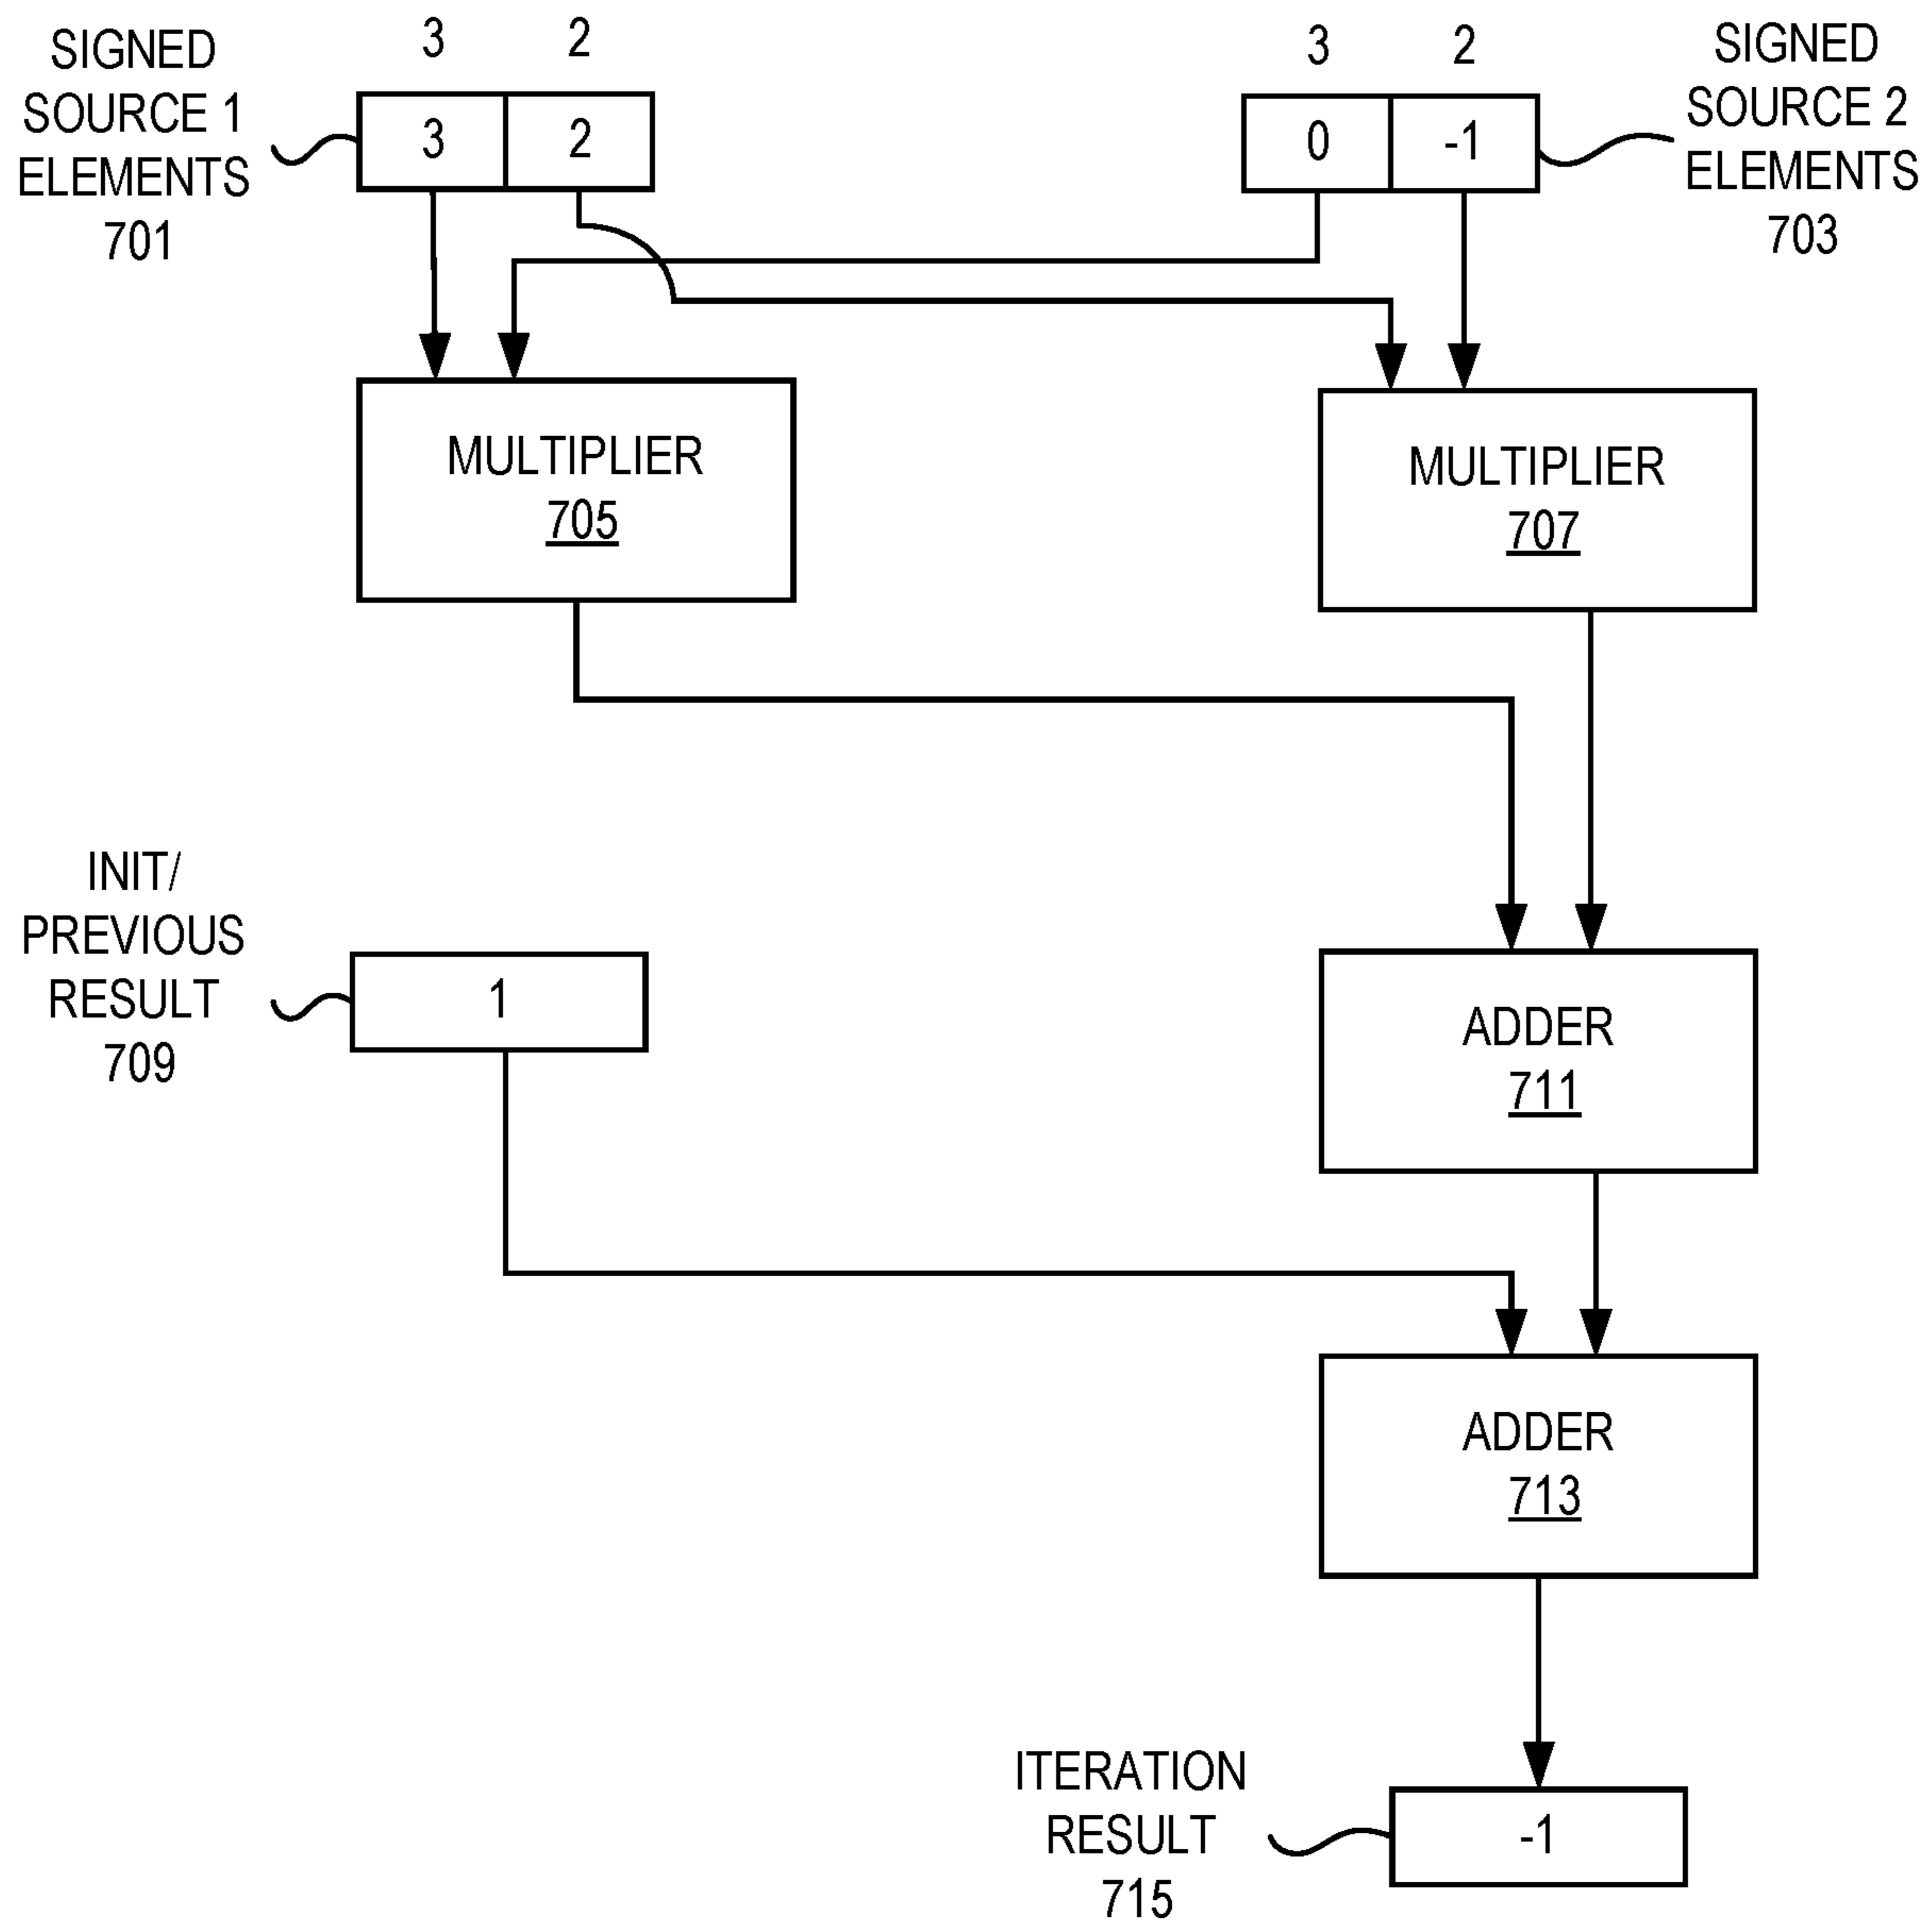 SIGNED
SOURCE 1
ELEMENTS
701
3 2
3 2
3 2
0 -1
SIGNED
SOURCE 2
ELEMENTS
703
MULTIPLIER
705
MULTIPLIER
707
INIT/
PREVIOUS
RESULT
709
1
ADDER
711
ADDER
713
ITERATION
RESULT
715
-1